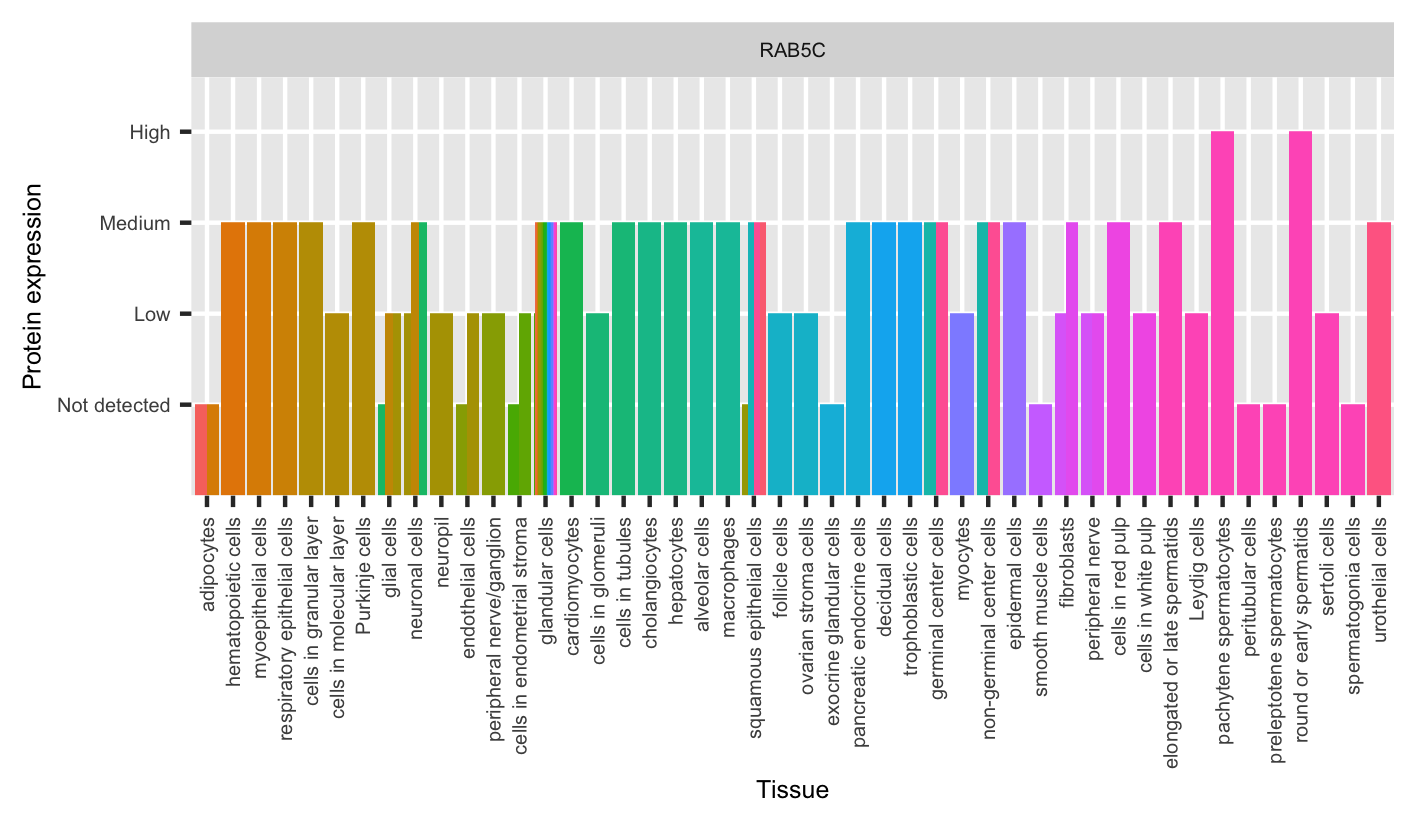 RAB5C
High
Medium
Low
Not detected
Protein expression
adipocytes
hematopoietic cells
myoepithelial cells
respiratory epithelial cells
cells in granular layer
cells in molecular layer
Purkinje cells
glial cells
neuronal cells
neuropil
endothelial cells
peripheral nerve/ganglion
cells in endometrial stroma
glandular cells
cardiomyocytes
cells in glomeruli
cells in tubules
cholangiocytes
hepatocytes
alveolar cells
macrophages
squamous epithelial cells
follicle cells
ovarian stroma cells
exocrine glandular cells
pancreatic endocrine cells
decidual cells
trophoblastic cells
germinal center cells
myocytes
non-germinal center cells
epidermal cells
smooth muscle cells
fibroblasts
peripheral nerve
cells in red pulp
cells in white pulp
elongated or late spermatids
Leydig cells
pachytene spermatocytes
peritubular cells
preleptotene spermatocytes
round or early spermatids
sertoli cells
spermatogonia cells
urothelial cells
Tissue